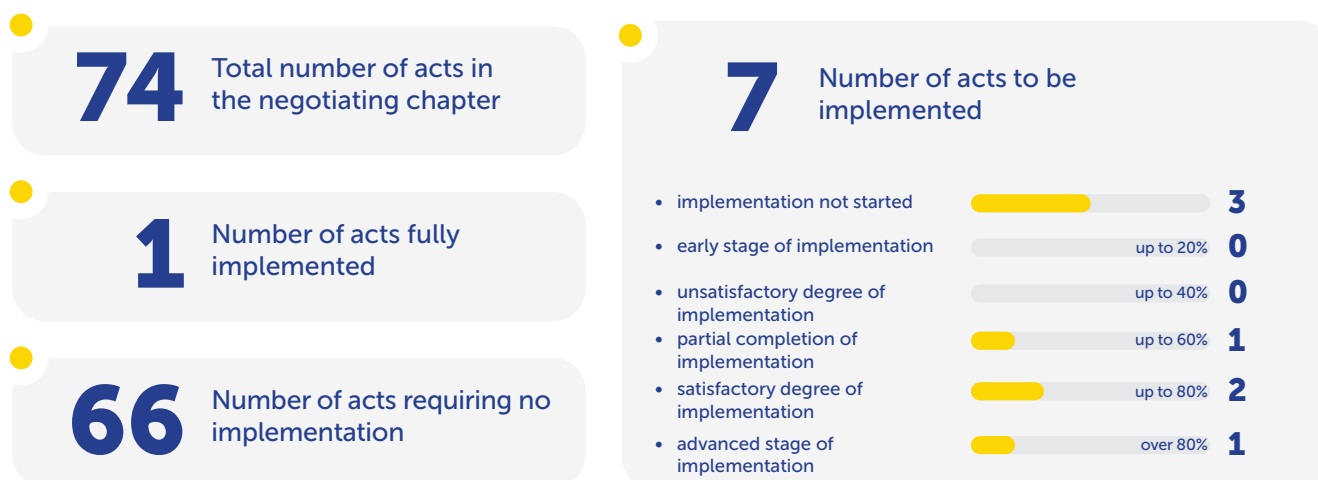 74
Total number of acts in
the negotiating chapter
1
Number of acts fully
implemented
66
Number of acts requiring no
implementation
7
Number of acts to be
implemented
• implementation not started 3
• early stage of implementation up to 20% 0
• unsatisfactory degree of
implementation up to 40% 0
• partial completion of
implementation up to 60% 1
• satisfactory degree of
implementation up to 80% 2
• advanced stage of
implementation over 80% 1